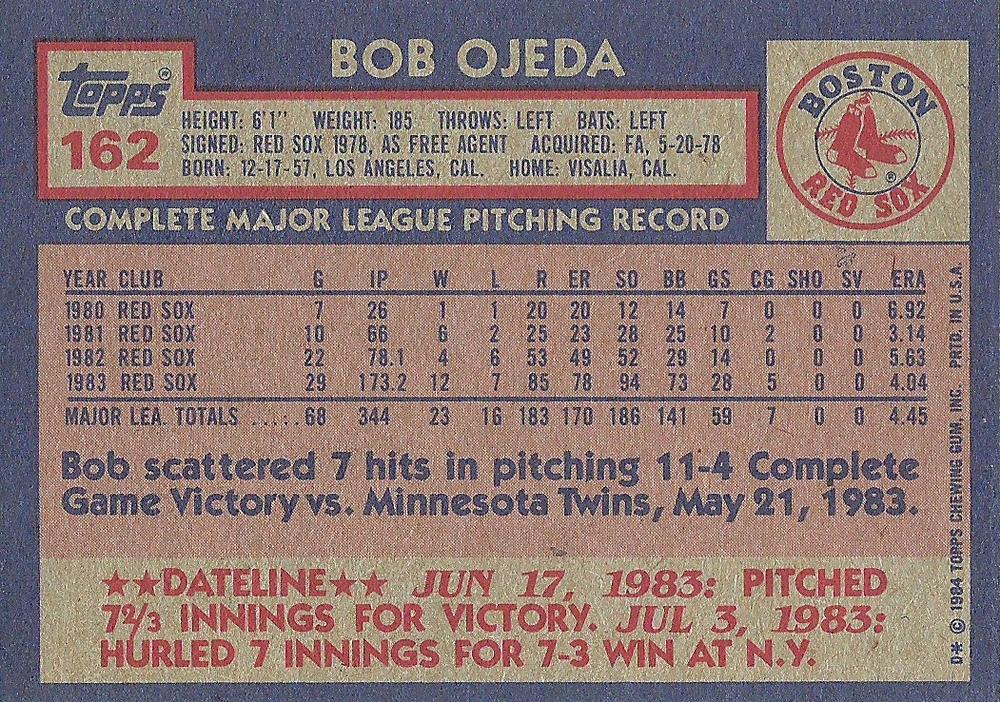 BOB OJEDA
Topps®
162
HEIGHT: 6'1" WEIGHT: 185 THROWS: LEFT BATS: LEFT
SIGNED: RED SOX 1978, AS FREE AGENT ACQUIRED: FA, 5-20-78
BORN: 12-17-57, LOS ANGELES, CAL. HOME: VISALIA, CAL.
BOSTON
RED SOX
®
COMPLETE MAJOR LEAGUE PITCHING RECORD
YEAR CLUB G IP W L R ER SO BB GS CG SHO SV ERA
1980 RED SOX 7 26 1 1 20 20 12 14 7 0 0 0 6.92
1981 RED SOX 10 66 6 2 25 23 28 25 10 2 0 0 3.14
1982 RED SOX 22 78.1 4 6 53 49 52 29 14 0 0 0 5.63
1983 RED SOX 29 173.2 12 7 85 78 94 73 28 5 0 0 4.04
MAJOR LEA. TOTALS .....68 344 23 16 183 170 186 141 59 7 0 0 4.45
Bob scattered 7 hits in pitching 11-4 Complete
Game Victory vs. Minnesota Twins, May 21, 1983.
★★DATELINE★★ JUN 17, 1983: PITCHED
7⅔ INNINGS FOR VICTORY. JUL 3, 1983:
HURLED 7 INNINGS FOR 7-3 WIN AT N.Y.
D* © 1984 TOPPS CHEWING GUM, INC. PRTD. IN U.S.A.